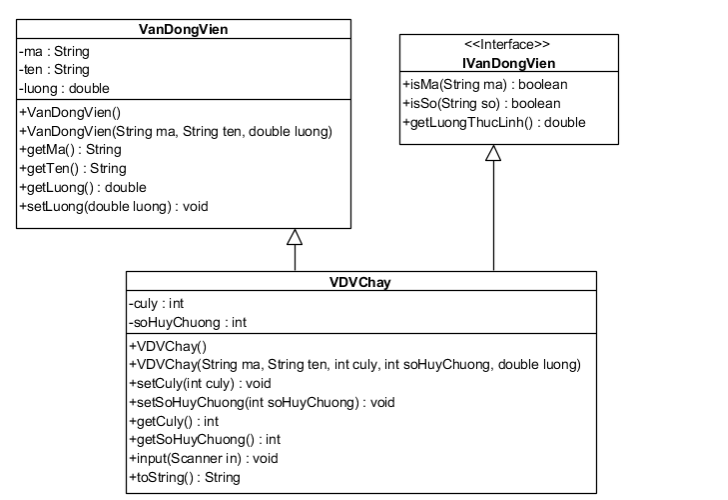 VanDongVien
-ma : String
-ten : String
-luong : double
+VanDongVien()
+VanDongVien(String ma, String ten, double luong)
+getMa() : String
+getTen() : String
+getLuong() : double
+setLuong(double luong) : void
<<Interface>>
IVanDongVien
+isMa(String ma) : boolean
+isSo(String so) : boolean
+getLuongThucLinh() : double
VDVChay
-culy : int
-soHuyChuong : int
+VDVChay()
+VDVChay(String ma, String ten, int culy, int soHuyChuong, double luong)
+setCuly(int culy) : void
+setSoHuyChuong(int soHuyChuong) : void
+getCuly() : int
+getSoHuyChuong() : int
+input(Scanner in) : void
+toString() : String